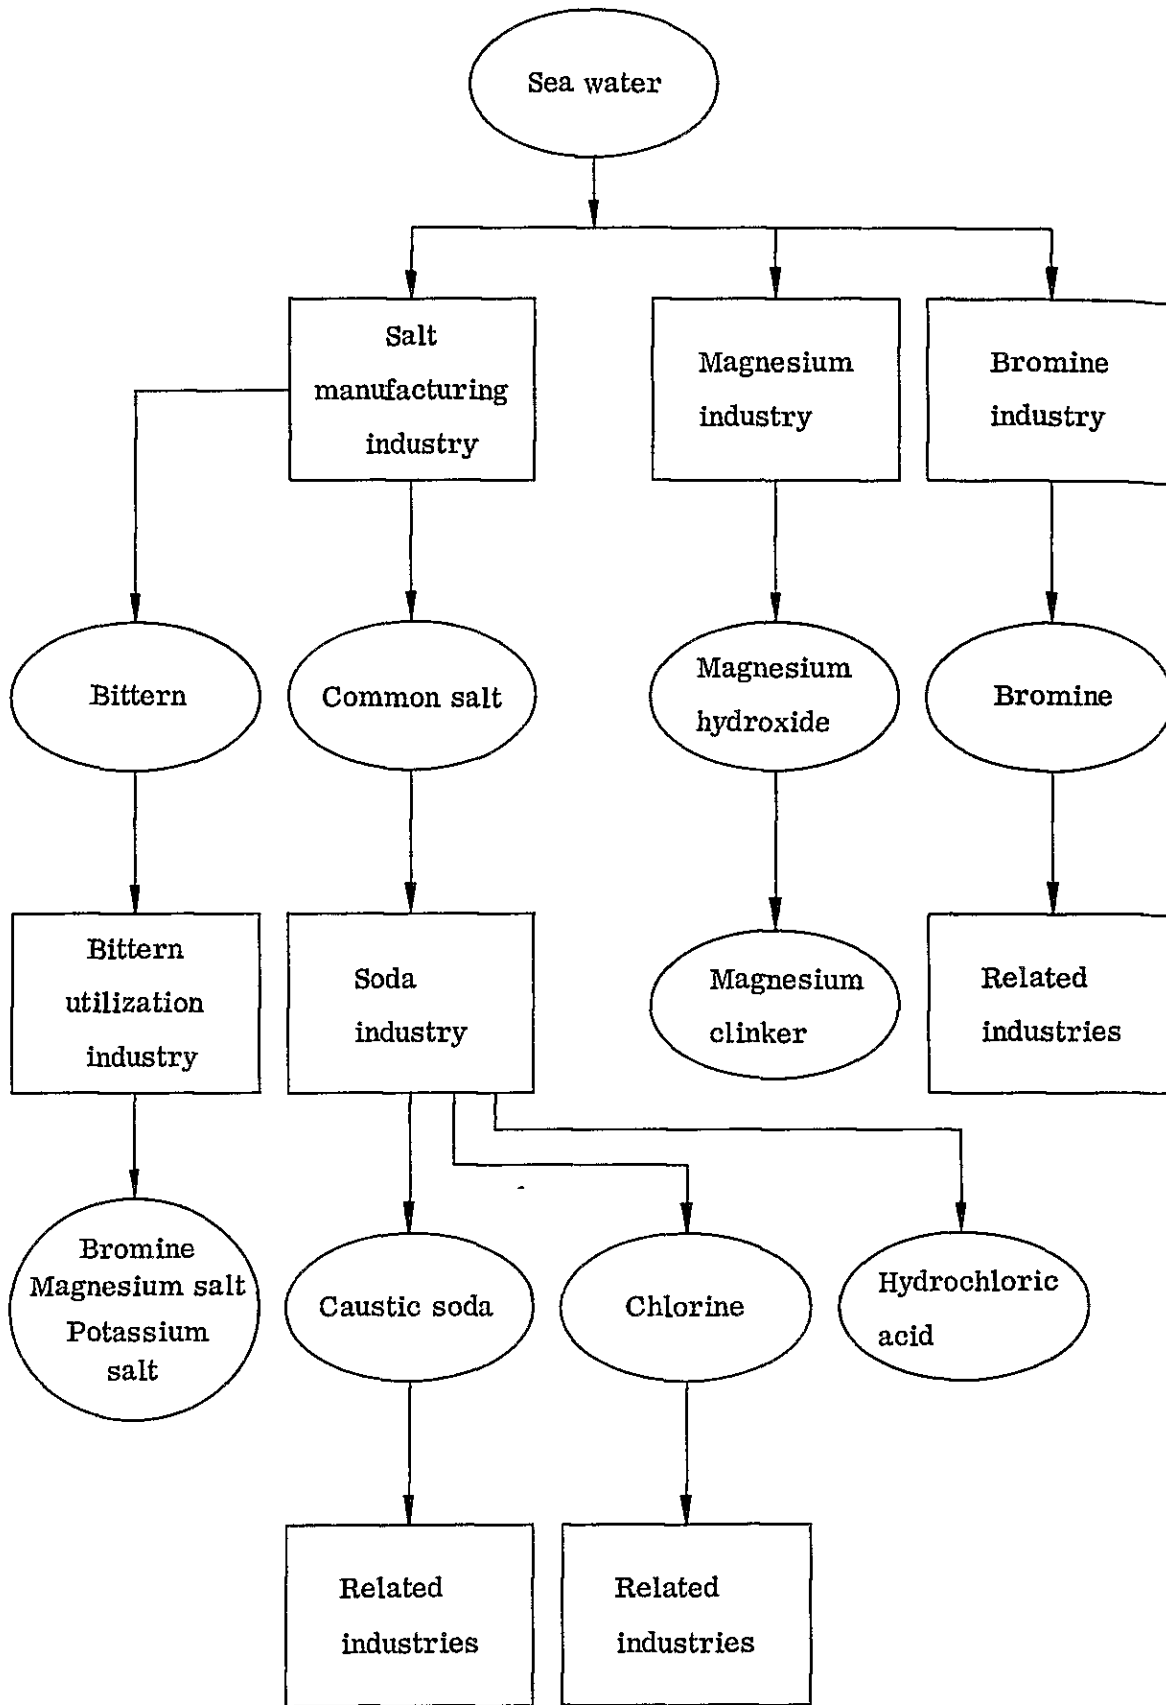 Sea water
Salt
manufacturing
industry
Magnesium
industry
Bromine
industry
Bittern
Common salt
Magnesium
hydroxide
Bromine
Bittern
utilization
industry
Soda
industry
Magnesium
clinker
Related
industries
Bromine
Magnesium salt
Potassium
salt
Caustic soda
Chlorine
Hydrochloric
acid
Related
industries
Related
industries